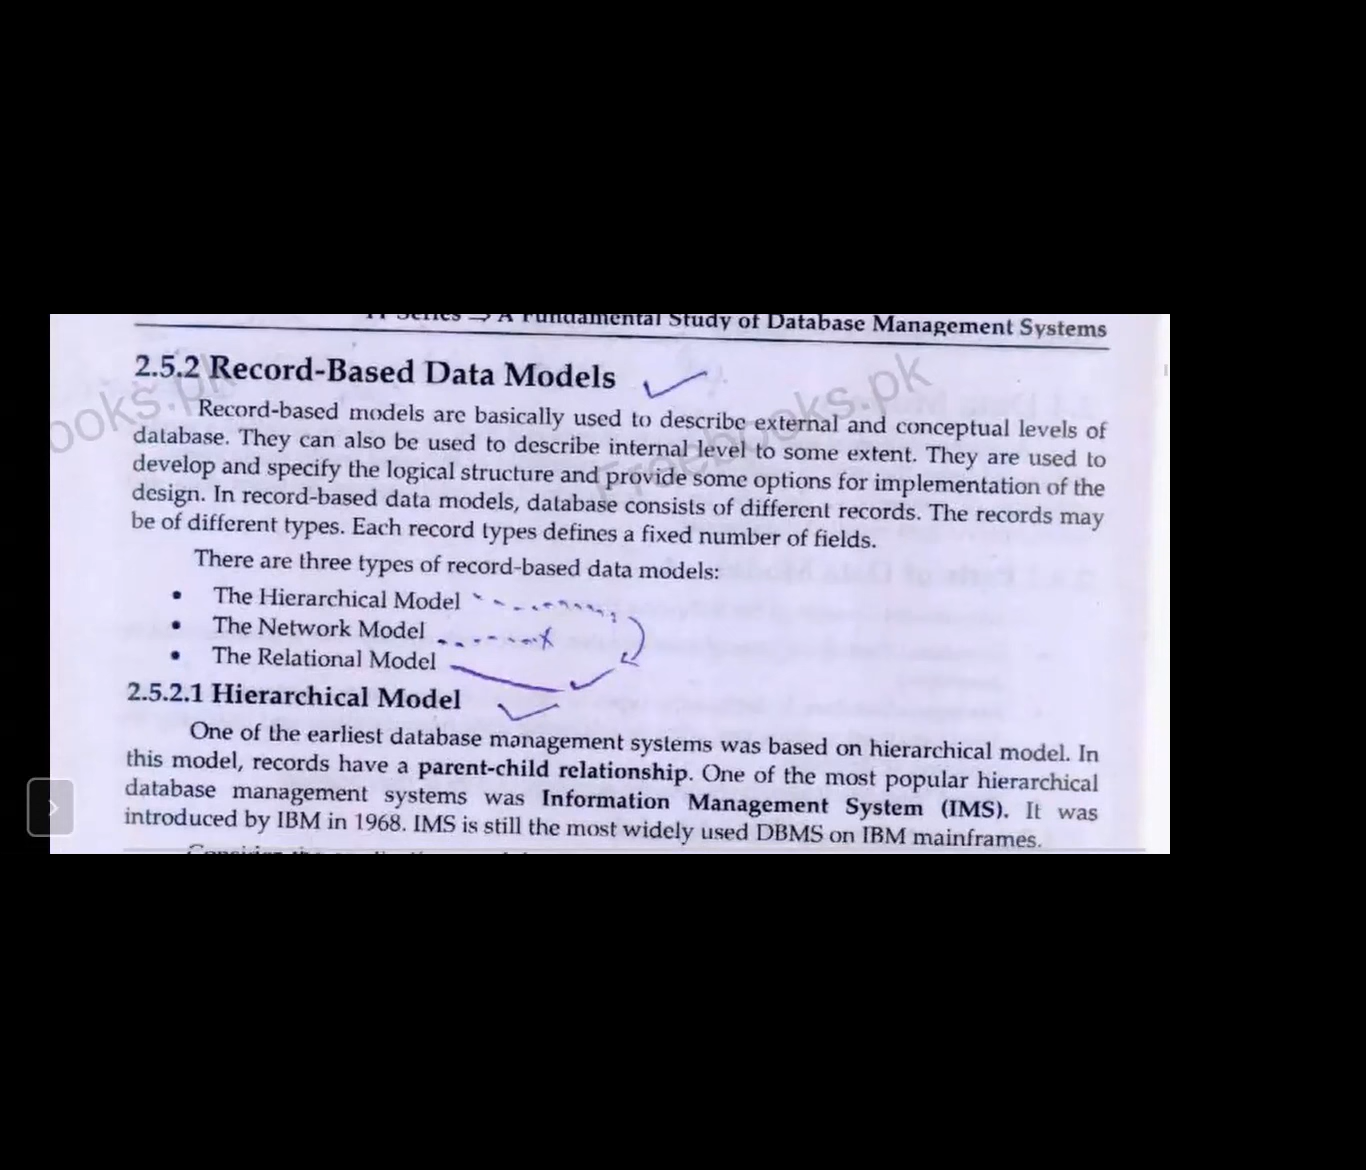 IT Series ⇒ A Fundamental Study of Database Management Systems
2.5.2 Record-Based Data Models
Record-based models are basically used to describe external and conceptual levels of
database. They can also be used to describe internal level to some extent. They are used to
develop and specify the logical structure and provide some options for implementation of the
design. In record-based data models, database consists of different records. The records may
be of different types. Each record types defines a fixed number of fields.
There are three types of record-based data models:
• The Hierarchical Model
• The Network Model
• The Relational Model
2.5.2.1 Hierarchical Model
One of the earliest database management systems was based on hierarchical model. In
this model, records have a parent-child relationship. One of the most popular hierarchical
database management systems was Information Management System (IMS). It was
introduced by IBM in 1968. IMS is still the most widely used DBMS on IBM mainframes.
ooks.pk
Freebooks.pk